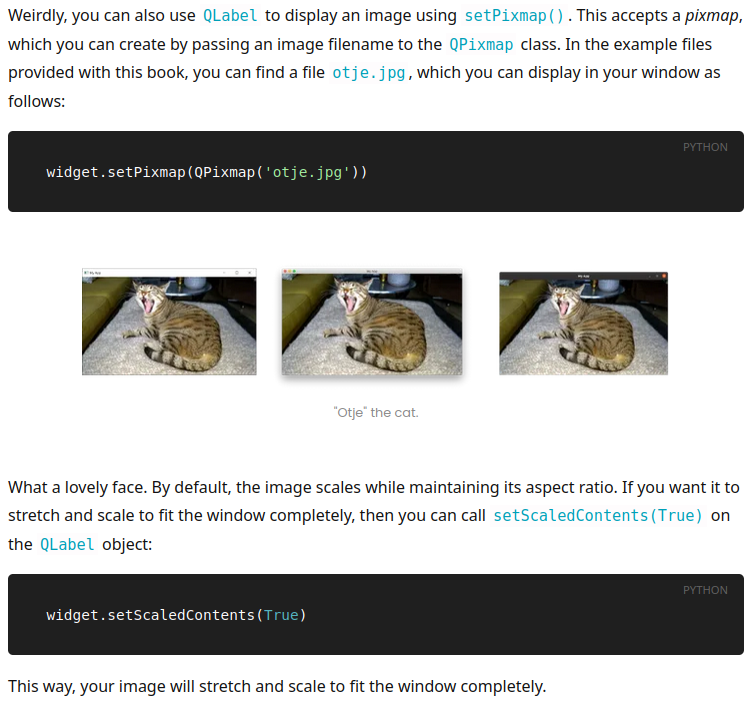 Weirdly, you can also use QLabel to display an image using setPixmap(). This accepts a pixmap,
which you can create by passing an image filename to the QPixmap class. In the example files
provided with this book, you can find a file otje.jpg, which you can display in your window as
follows:
PYTHON
widget.setPixmap(QPixmap('otje.jpg'))
"Otje" the cat.
What a lovely face. By default, the image scales while maintaining its aspect ratio. If you want it to
stretch and scale to fit the window completely, then you can call setScaledContents(True) on
the QLabel object:
PYTHON
widget.setScaledContents(True)
This way, your image will stretch and scale to fit the window completely.